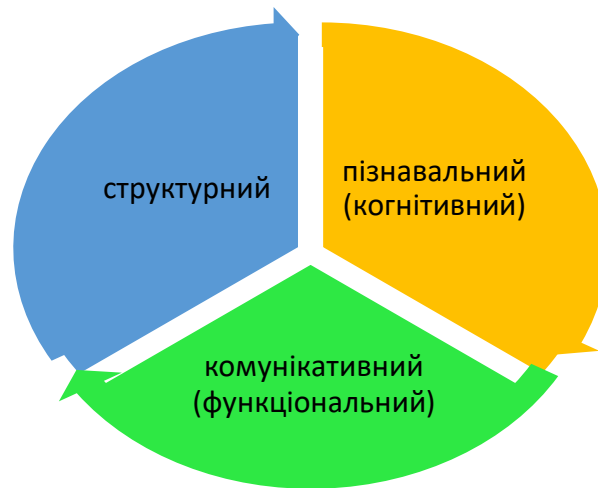 структурний
пізнавальний
(когнітивний)
комунікативний
(функціональний)